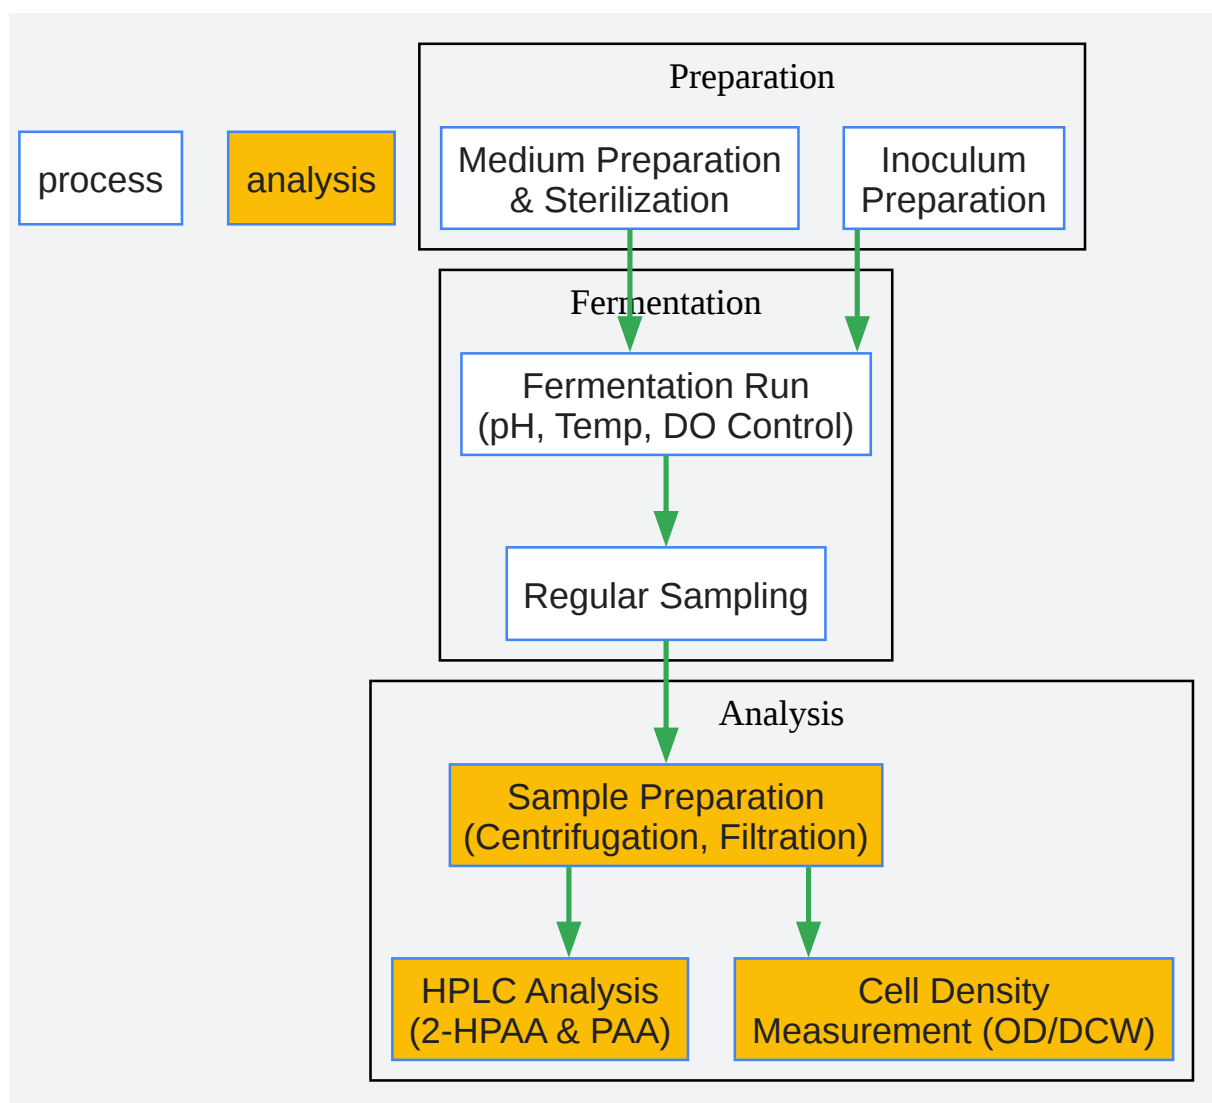 Preparation
process
analysis
Medium Preparation
& Sterilization
Inoculum
Preparation
Fermentation
Fermentation Run
(pH, Temp, DO Control)
Regular Sampling
Analysis
Sample Preparation
(Centrifugation, Filtration)
HPLC Analysis
(2-HPAA & PAA)
Cell Density
Measurement (OD/DCW)